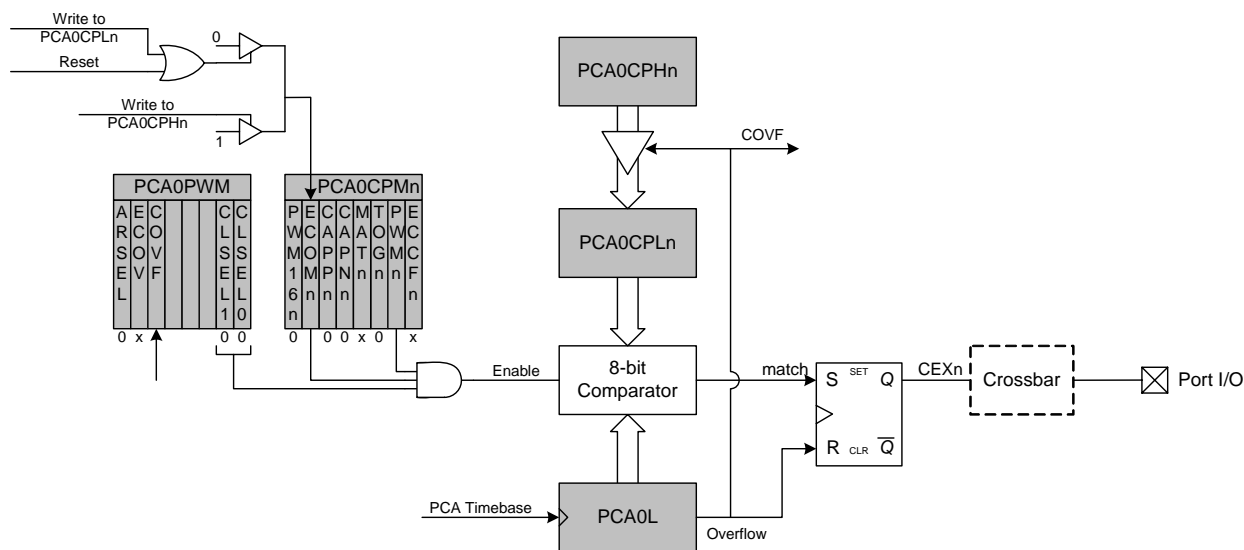 Write to
PCA0CPLn
Reset
0
Write to
PCA0CPHn
1
PCA0CPHn
COVF
PCA0PWM
ARSEL
ECOV
COVF
CLSEL1
CLSEL0
0 x 0 0
PCA0CPMn
PWM16n
ECOMn
CAPPn
CAPNn
MATn
TOGn
PWMn
ECCFn
0 0 0 x 0 x
PCA0CPLn
Enable
8-bit
Comparator
match
S SET Q
R CLR Q
CEXn
Crossbar
Port I/O
PCA Timebase
PCA0L
Overflow